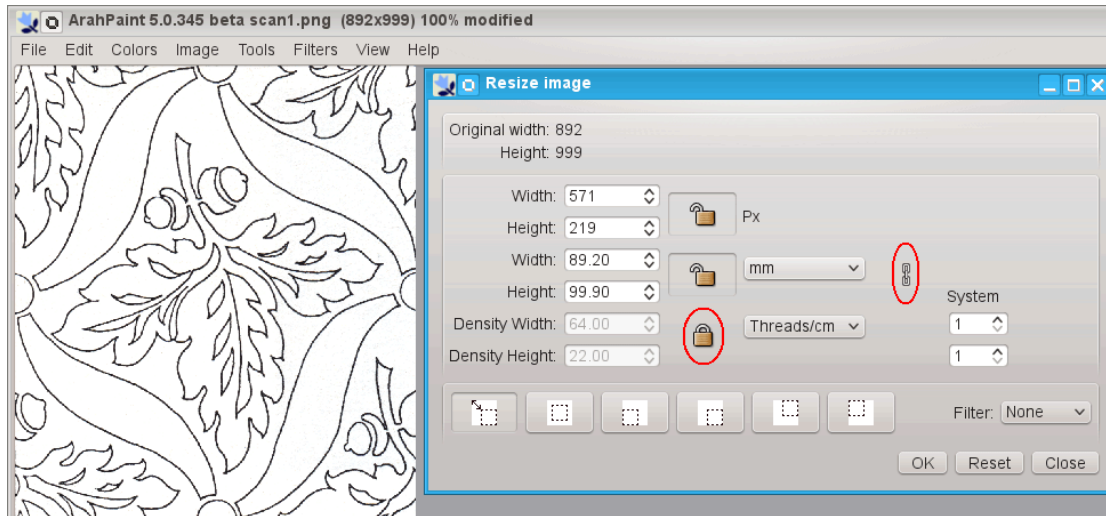 ArahPaint 5.0.345 beta scan1.png (892x999) 100% modified
File Edit Colors Image Tools Filters View Help
Resize image
Original width: 892
Height: 999
Width: 571
Height: 219
Px
Width: 89.20
Height: 99.90
mm
System
Density Width: 64.00
Density Height: 22.00
Threads/cm
1
1
Filter: None
OK Reset Close